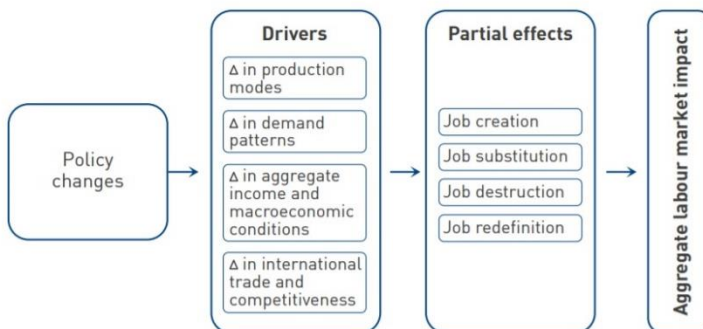 Policy
changes
Drivers
Δ in production
modes
Δ in demand
patterns
Δ in aggregate
income and
macroeconomic
conditions
Δ in international
trade and
competitiveness
Partial effects
Job creation
Job substitution
Job destruction
Job redefinition
Aggregate labour market impact